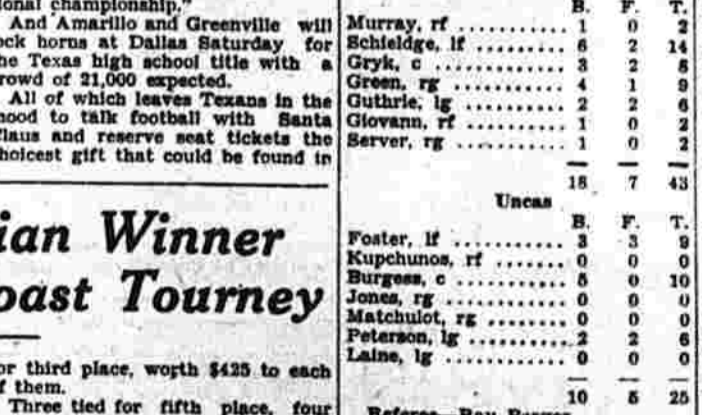 ional championship."
And Amarillo and Greenville will
ock horns at Dallas Saturday for
he Texas high school title with a
rowd of 21,000 expected.
All of which leaves Texans in the
mood to talk football with Santa
laus and reserve seat tickets the
hoicest gift that could be found in
ian Winner
oast Tourney
or third place, worth $425 to each
f them.
Three tied for fifth place, four
B. F. T.
Murray, rf ........... 1 0 2
Schieldge, lf ........... 6 2 14
Gryk, c ........... 3 2 8
Green, rg ........... 4 1 9
Guthrie, lg ........... 2 2 6
Giovann, rf ........... 1 0 2
Server, rg ........... 1 0 2
18 7 43
Uncas
B. F. T.
Foster, lf ........... 3 3 9
Kupchunos, rf ......... 0 0 0
Burgess, c ........... 5 0 10
Jones, rg ........... 0 0 0
Matchulot, rg ........ 0 0 0
Peterson, lg ........... 2 2 6
Laine, lg ........... 0 0 0
10 5 25